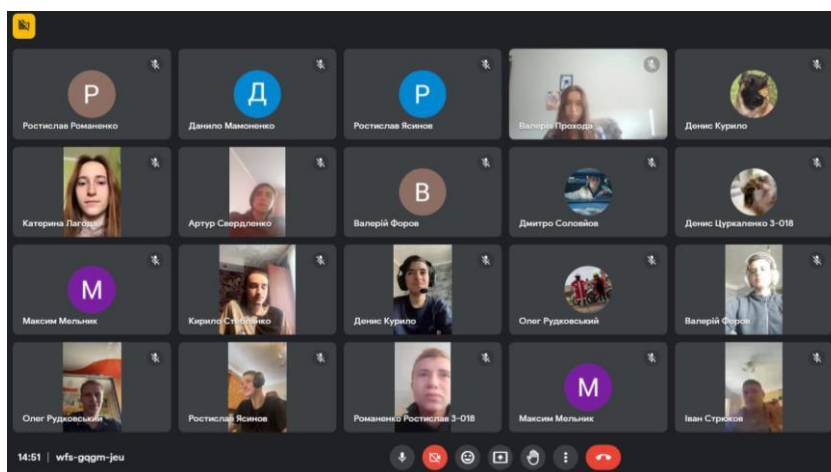 Р
Ростислав Романенко
Д
Данило Мамоненко
Р
Ростислав Ясинов
Валерія Прохода
Денис Курило
Катерина Лагода
Артур Свердленко
В
Валерій Форов
Дмитро Соловйов
Денис Цуркаленко З-018
М
Максим Мельник
Кирило Стеблянко
Денис Курило
Олег Рудковський
Валерій Форов
Олег Рудковський
Ростислав Ясинов
Романенко Ростислав З-018
М
Максим Мельник
Іван Стрюков
14:51 | wfs-gqgm-jeu